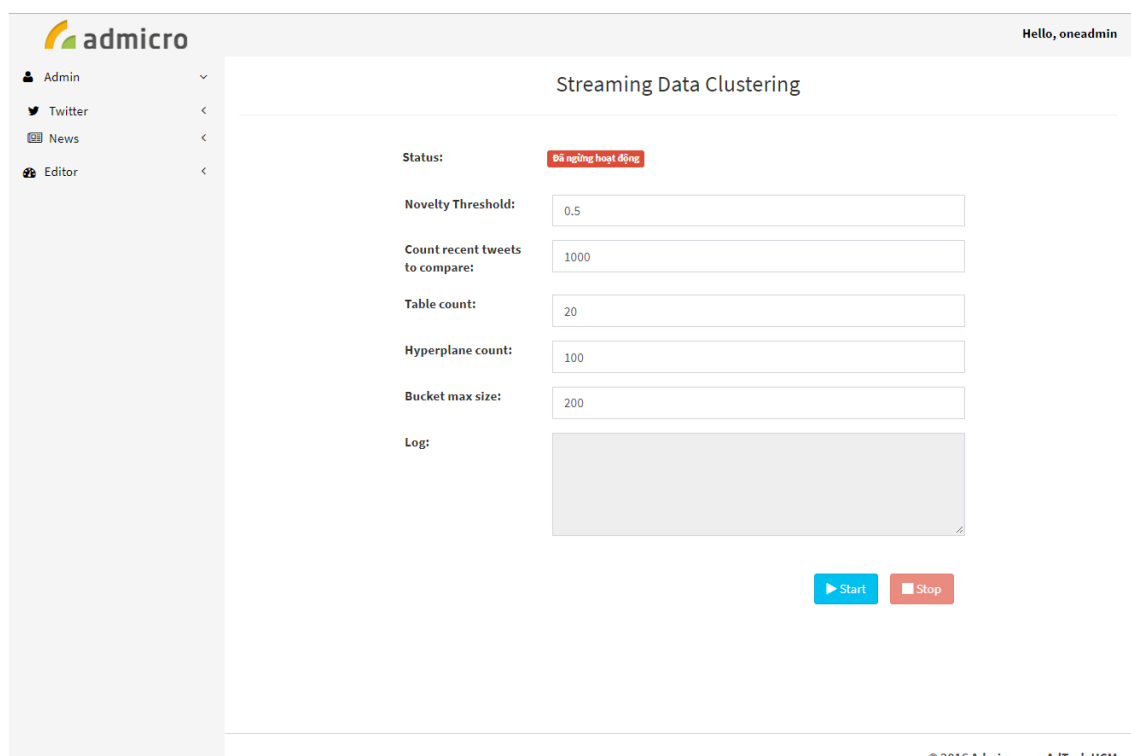 admicro
Hello, oneadmin
Admin
Twitter
News
Editor
Streaming Data Clustering
Status:
Đã ngừng hoạt động
Novelty Threshold:
0.5
Count recent tweets
to compare:
1000
Table count:
20
Hyperplane count:
100
Bucket max size:
200
Log:
Start
Stop
© 2016